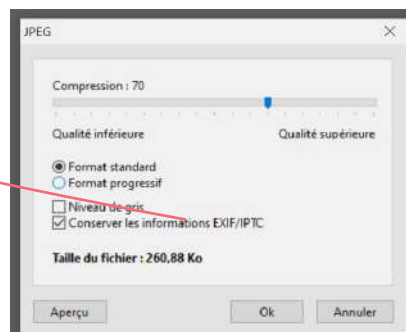 JPEG
Compression : 70
Qualité inférieure Qualité supérieure
Format standard
Format progressif
Niveau de gris
Conserver les informations EXIF/IPTC
Taille du fichier : 260,88 Ko
Aperçu Ok Annuler